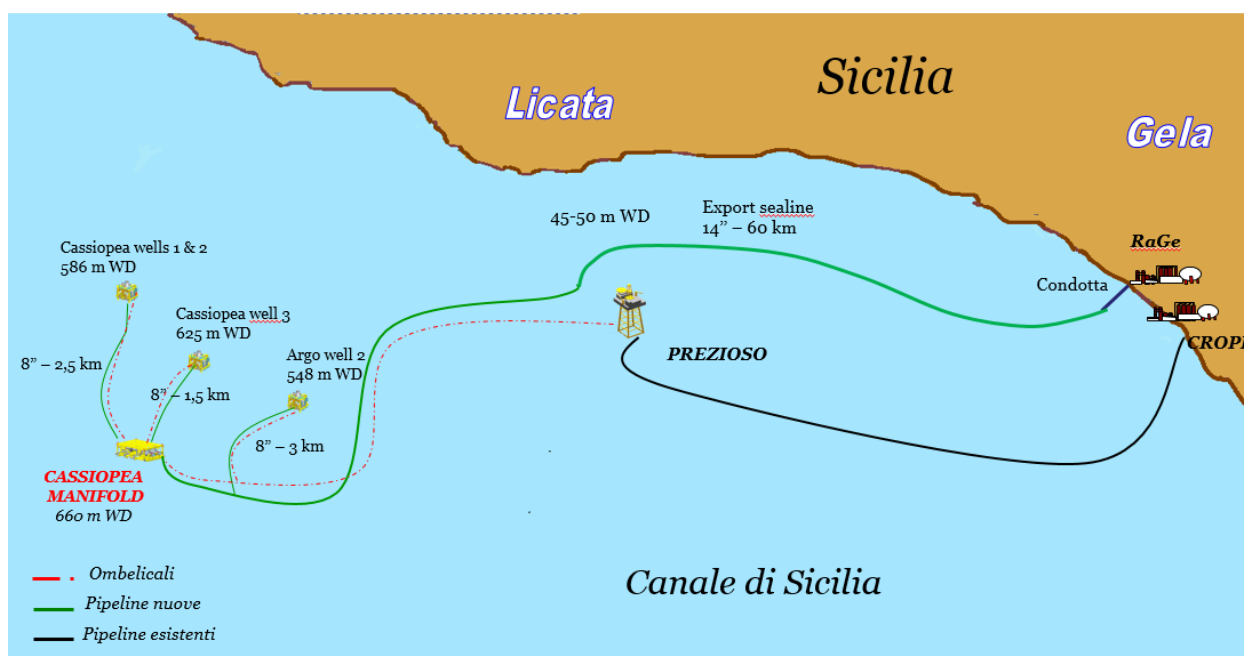 Sicilia
Licata
Gela
45-50 m WD
Export sealine
14” – 60 km
RaGe
Condotta
Cassiopea wells 1 & 2
586 m WD
Cassiopea well 3
625 m WD
Argo well 2
548 m WD
8” – 2,5 km
8” – 1,5 km
8” – 3 km
PREZIOSO
CROPI
CASSIOPEA
MANIFOLD
660 m WD
Ombelicali
Pipeline nuove
Pipeline esistenti
Canale di Sicilia